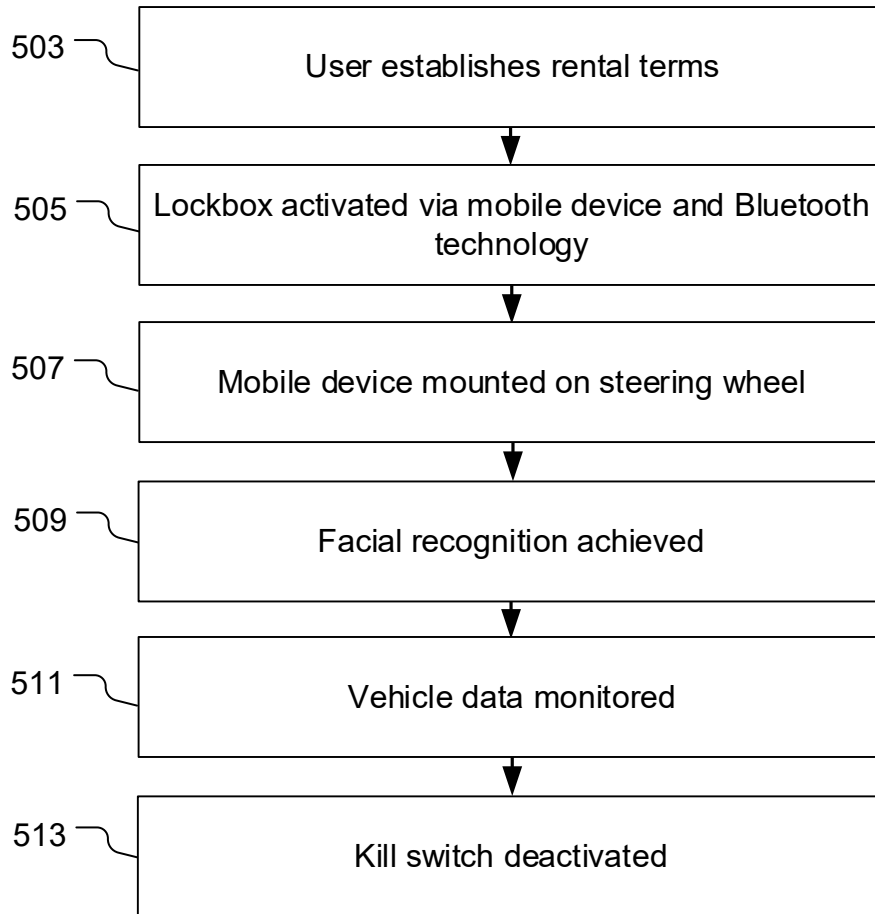 503
User establishes rental terms
505
Lockbox activated via mobile device and Bluetooth
technology
507
Mobile device mounted on steering wheel
509
Facial recognition achieved
511
Vehicle data monitored
513
Kill switch deactivated